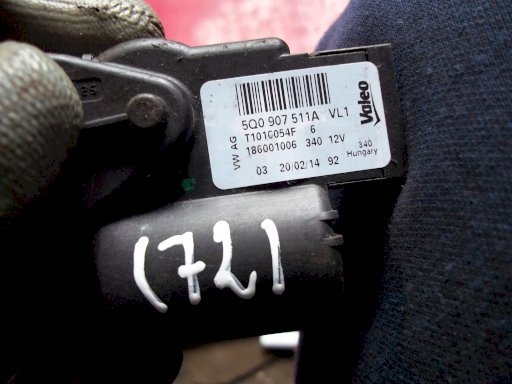 5Q0 907 511A VL1
VW AG
T1010054F 6
186001006 340 12V
03 20/02/14 92
340
Hungary
Valeo
(72)